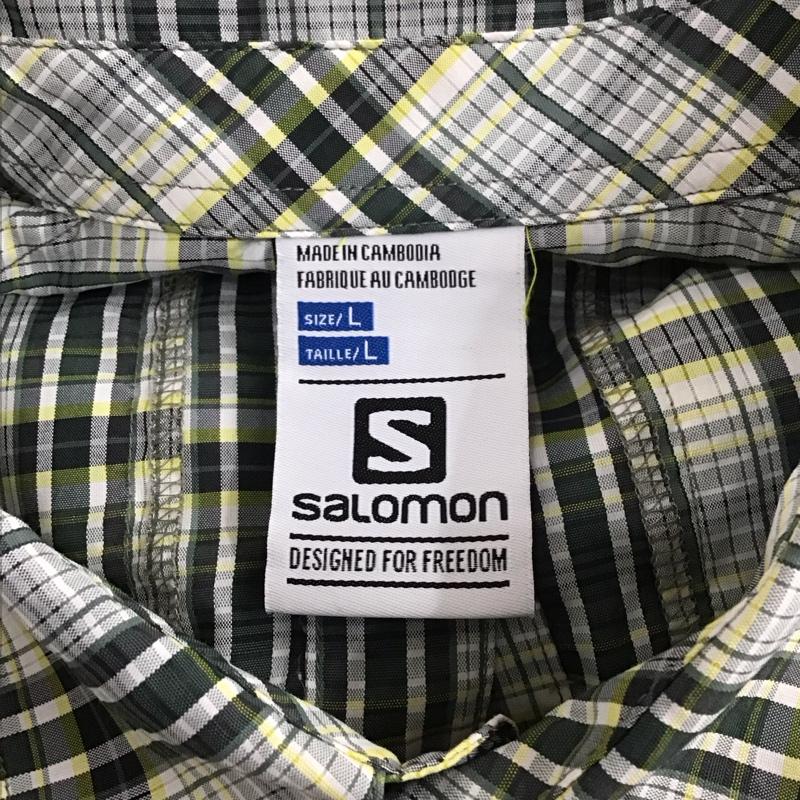 MADE IN CAMBODIA
FABRIQUE AU CAMBODGE
SIZE/ L
TAILLE/ L
S
SALOMON
DESIGNED FOR FREEDOM